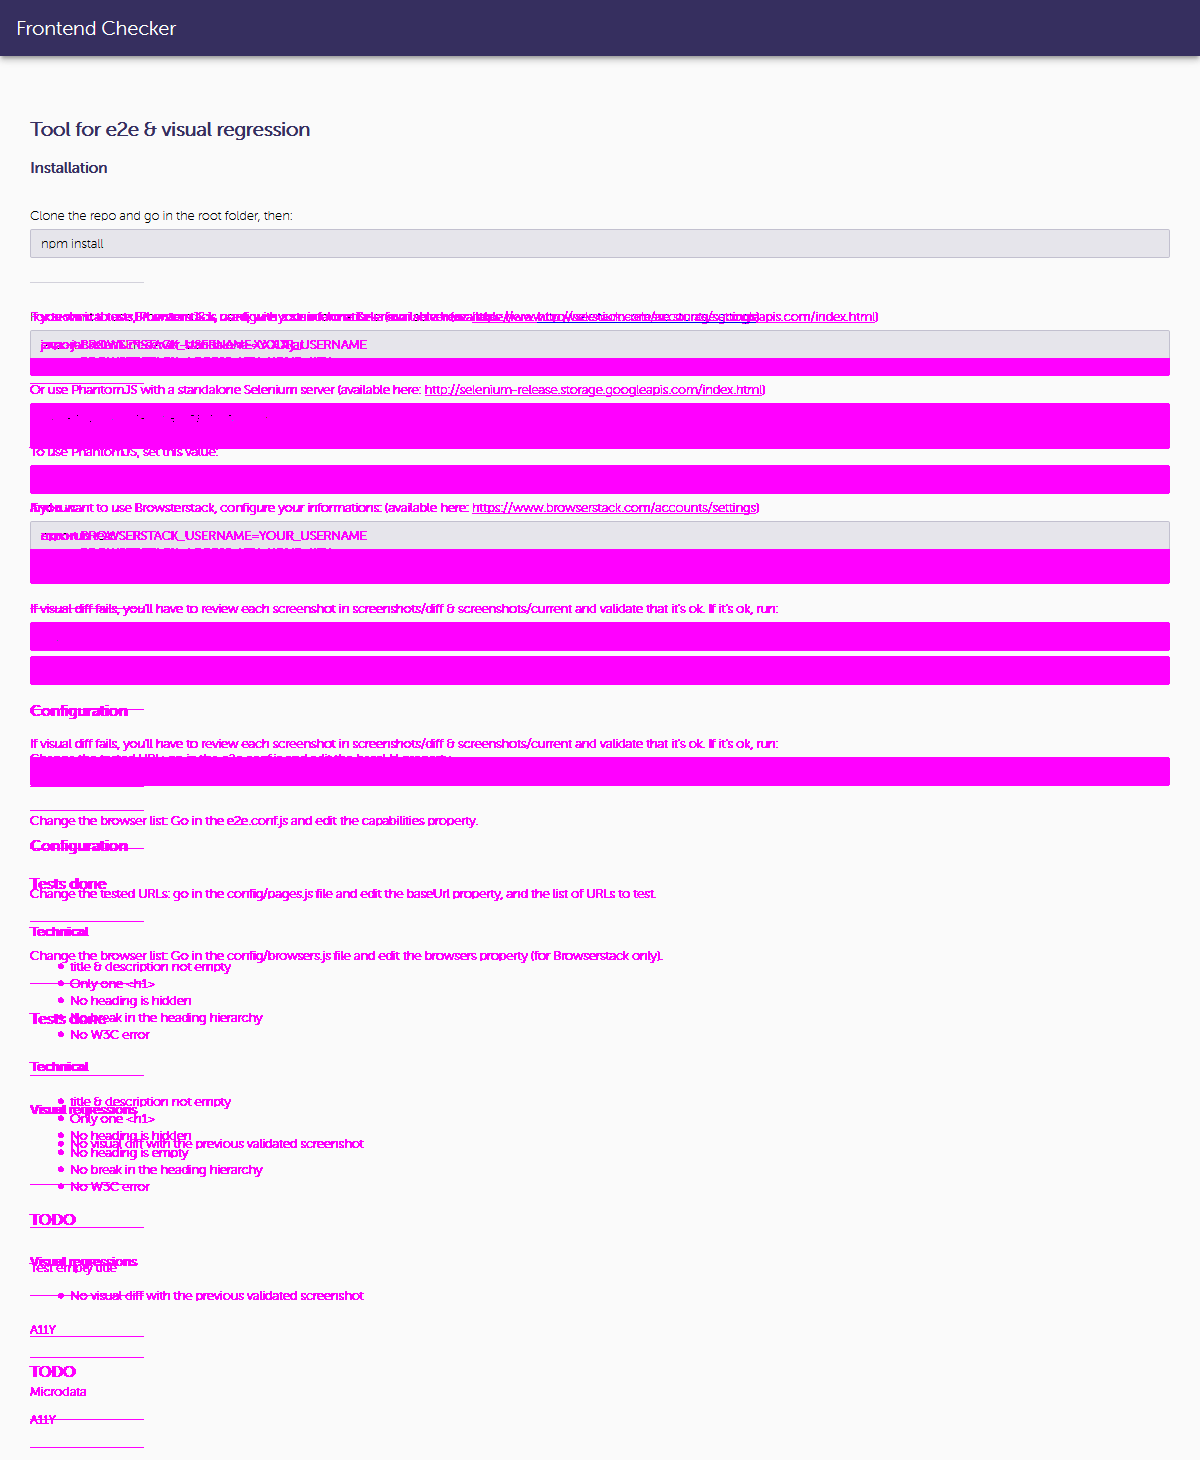 Frontend Checker
Tool for e2e & visual regression
Installation
Clone the repo and go in the root folder, then:
npm install
Or use PhantomJS with a standalone Selenium server (available here: http://selenium-release.storage.googleapis.com/index.html)
To use PhantomJS, set this value:
want to use Browsterstack, configure your informations: (available here: https://www.browserstack.com/accounts/settings)
BROWSERSTACK_USERNAME=YOUR_USERNAME
If visual diff fails, you'll have to review each screenshot in screenshots/diff & screenshots/current and validate that it's ok. If it's ok, run:
Configuration
If visual diff fails, you'll have to review each screenshot in screenshots/diff & screenshots/current and validate that it's ok. If it's ok, run:
Change the browser list: Go in the e2e.conf.js and edit the capabilities property.
Configuration
Tests done
Change the tested URLs: go in the config/pages.js file and edit the baseUrl property, and the list of URLs to test.
Technical
Change the browser list: Go in the config/browsers.js file and edit the browsers property (for Browserstack only).
title & description not empty
Only one <h1>
No heading is hidden
No break in the heading hierarchy
Tests done
No W3C error
Technical
title & description not empty
Visual regressions
Only one <h1>
No heading is hidden
No visual diff with the previous validated screenshot
No heading is empty
No break in the heading hierarchy
No W3C error
TODO
Visual regressions
Test empty title
No visual diff with the previous validated screenshot
A11Y
TODO
Microdata
A11Y